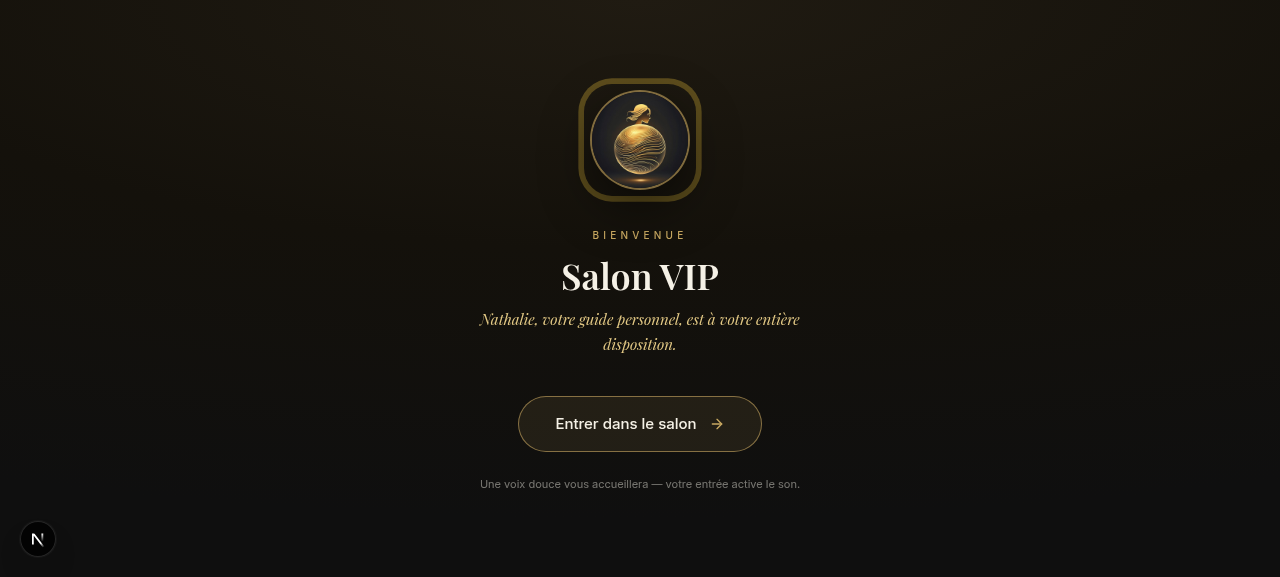 BIENVENUE
Salon VIP
Nathalie, votre guide personnel, est à votre entière
disposition.
Entrer dans le salon →
Une voix douce vous accueillera — votre entrée active le son.
N